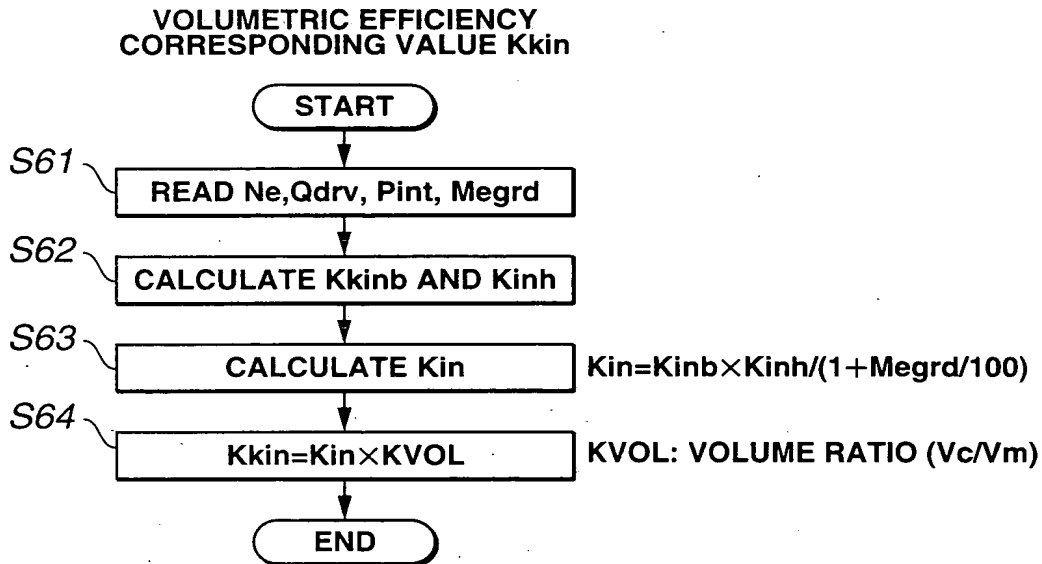 VOLUMETRIC EFFICIENCY
CORRESPONDING VALUE Kkin
START
S61
READ Ne,Qdrv, Pint, Megrd
S62
CALCULATE Kkinb AND Kinh
S63
CALCULATE Kin
Kin=Kinb×Kinh/(1+Megrd/100)
S64
Kkin=Kin×KVOL
KVOL: VOLUME RATIO (Vc/Vm)
END